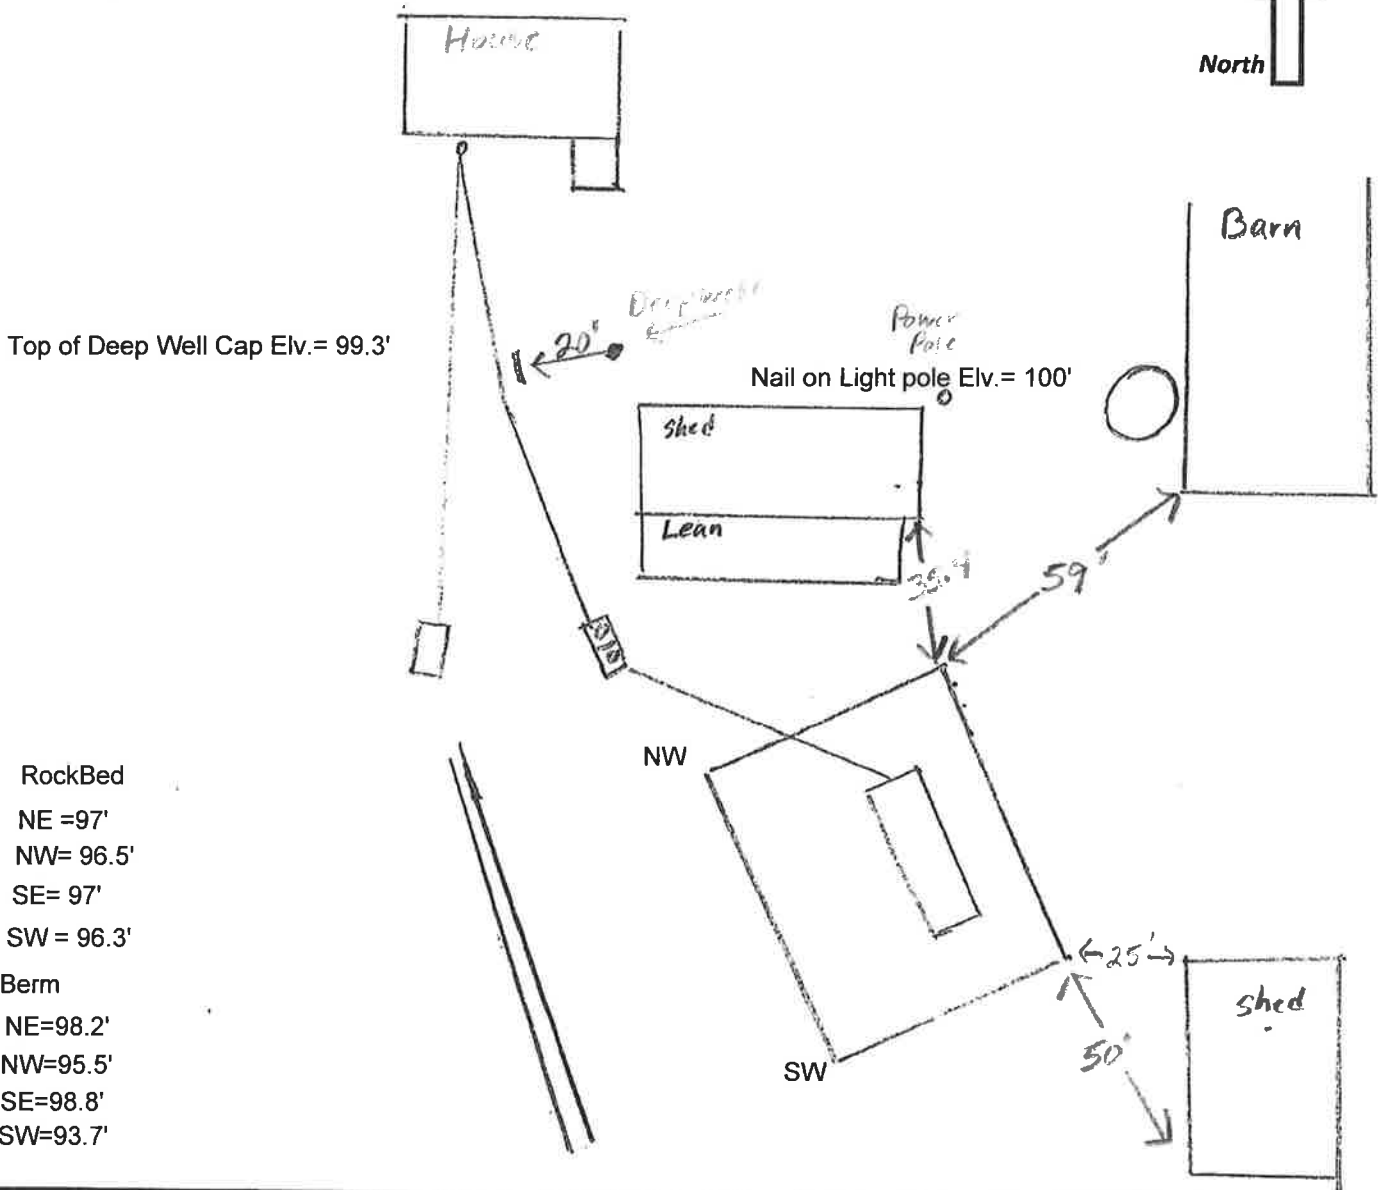 House
North
Barn
Top of Deep Well Cap Elv.= 99.3'
20'
Power
Pole
Nail on Light pole Elv.= 100'
shed
Lean
35.4
59'
NW
RockBed
NE =97'
NW= 96.5'
SE= 97'
SW = 96.3'
Berm
NE=98.2'
NW=95.5'
SE=98.8'
SW=93.7'
25'
shed
50'
SW